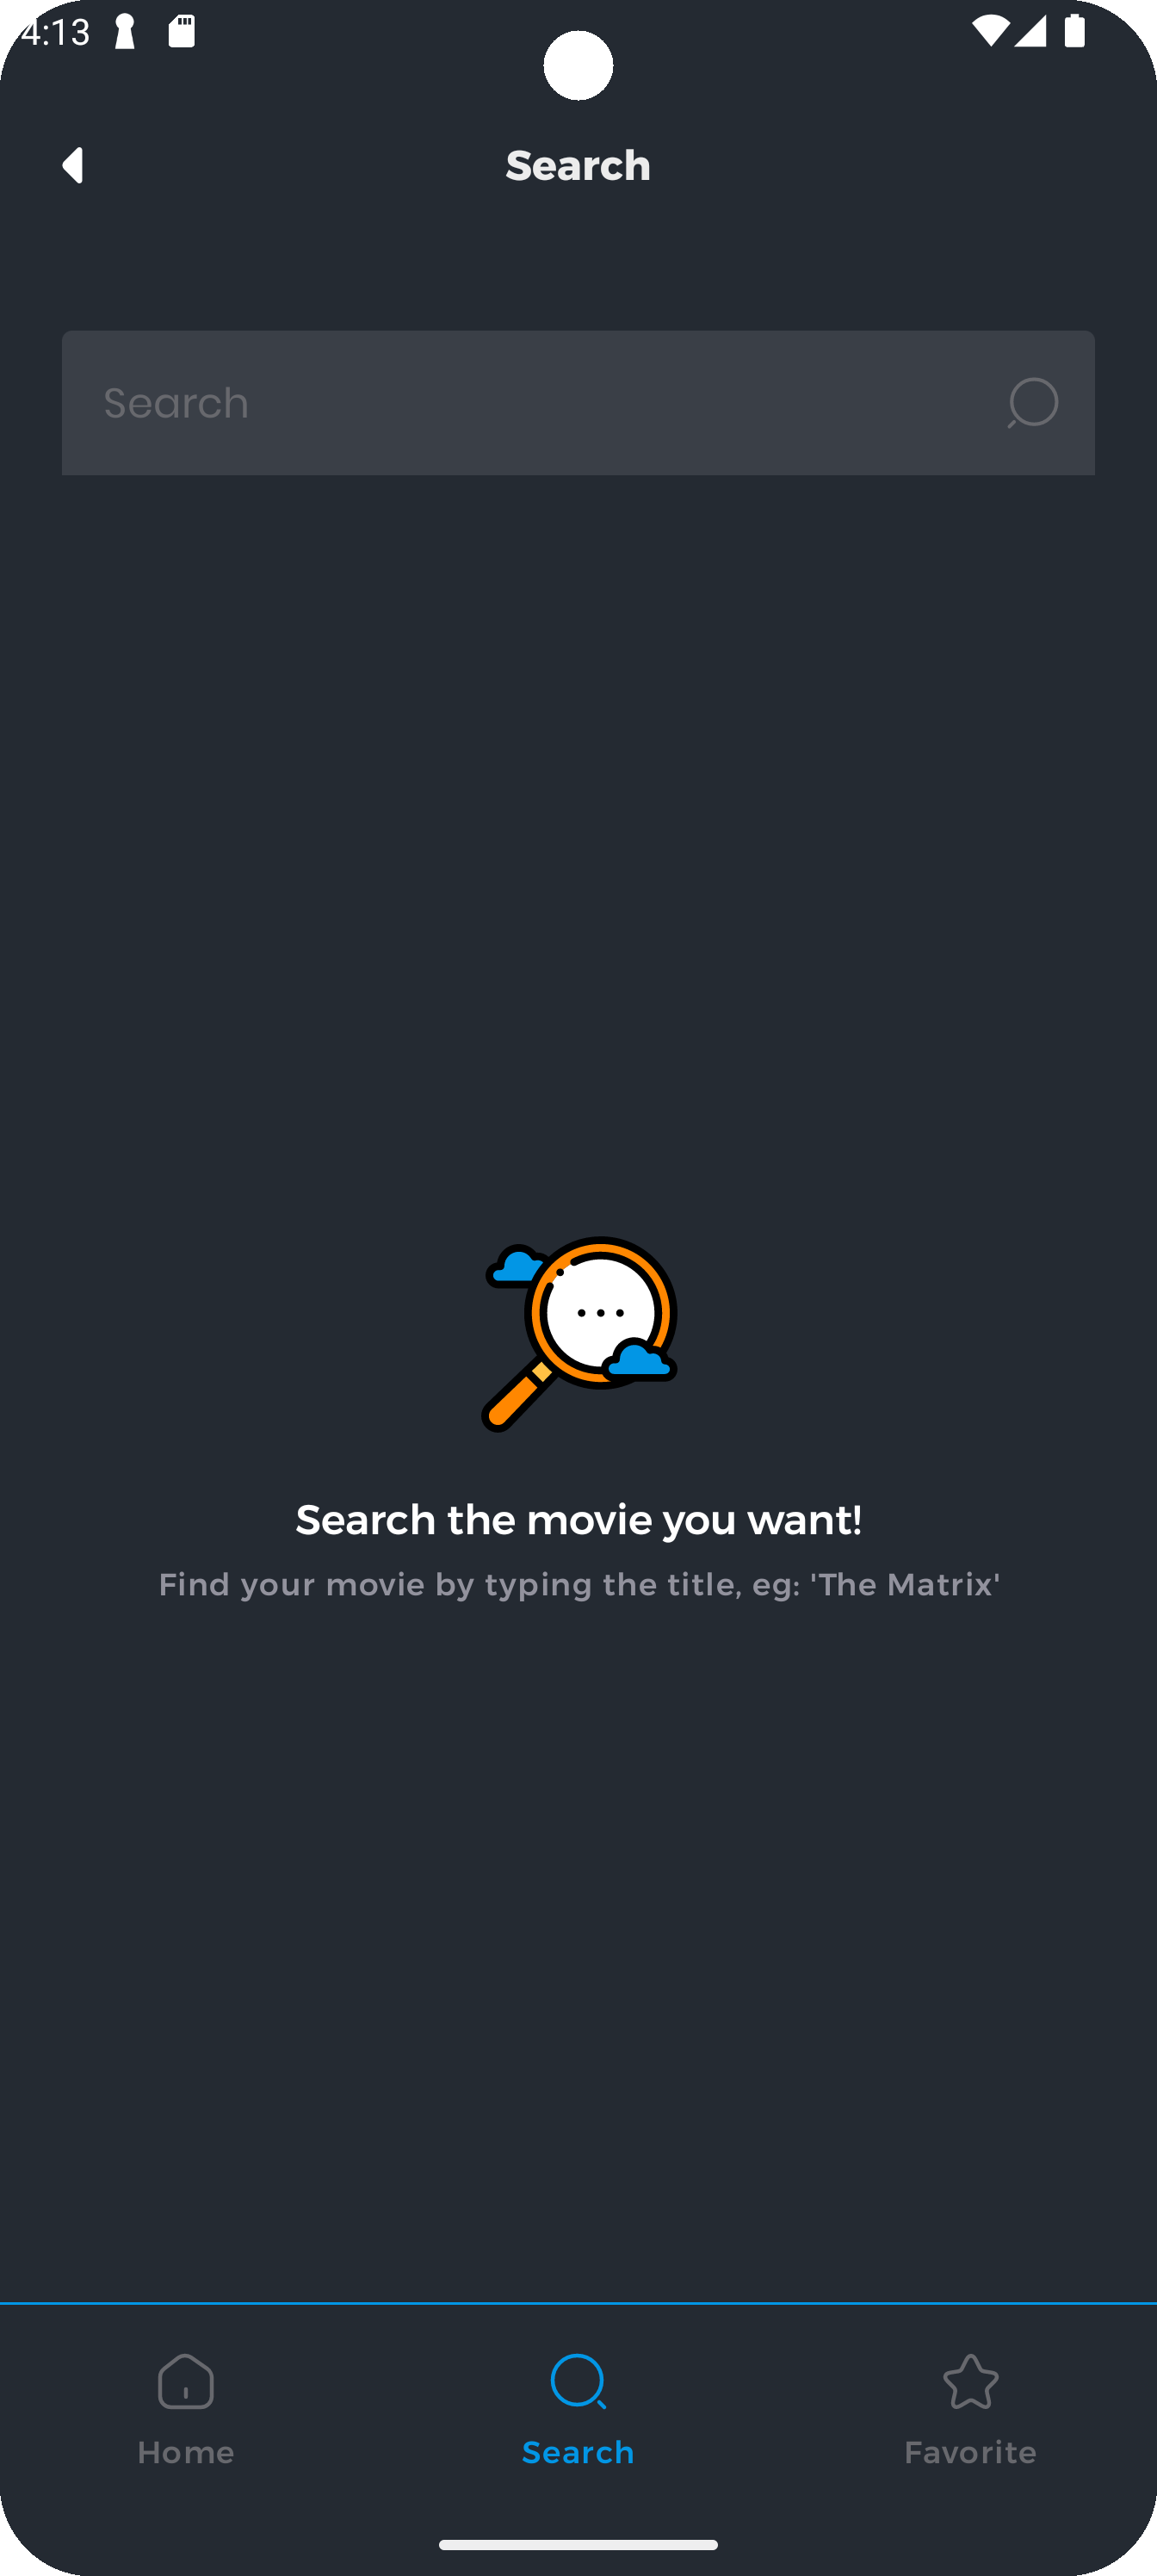 4:13
Search
Search
Search the movie you want!
Find your movie by typing the title, eg: 'The Matrix'
Home
Search
Favorite